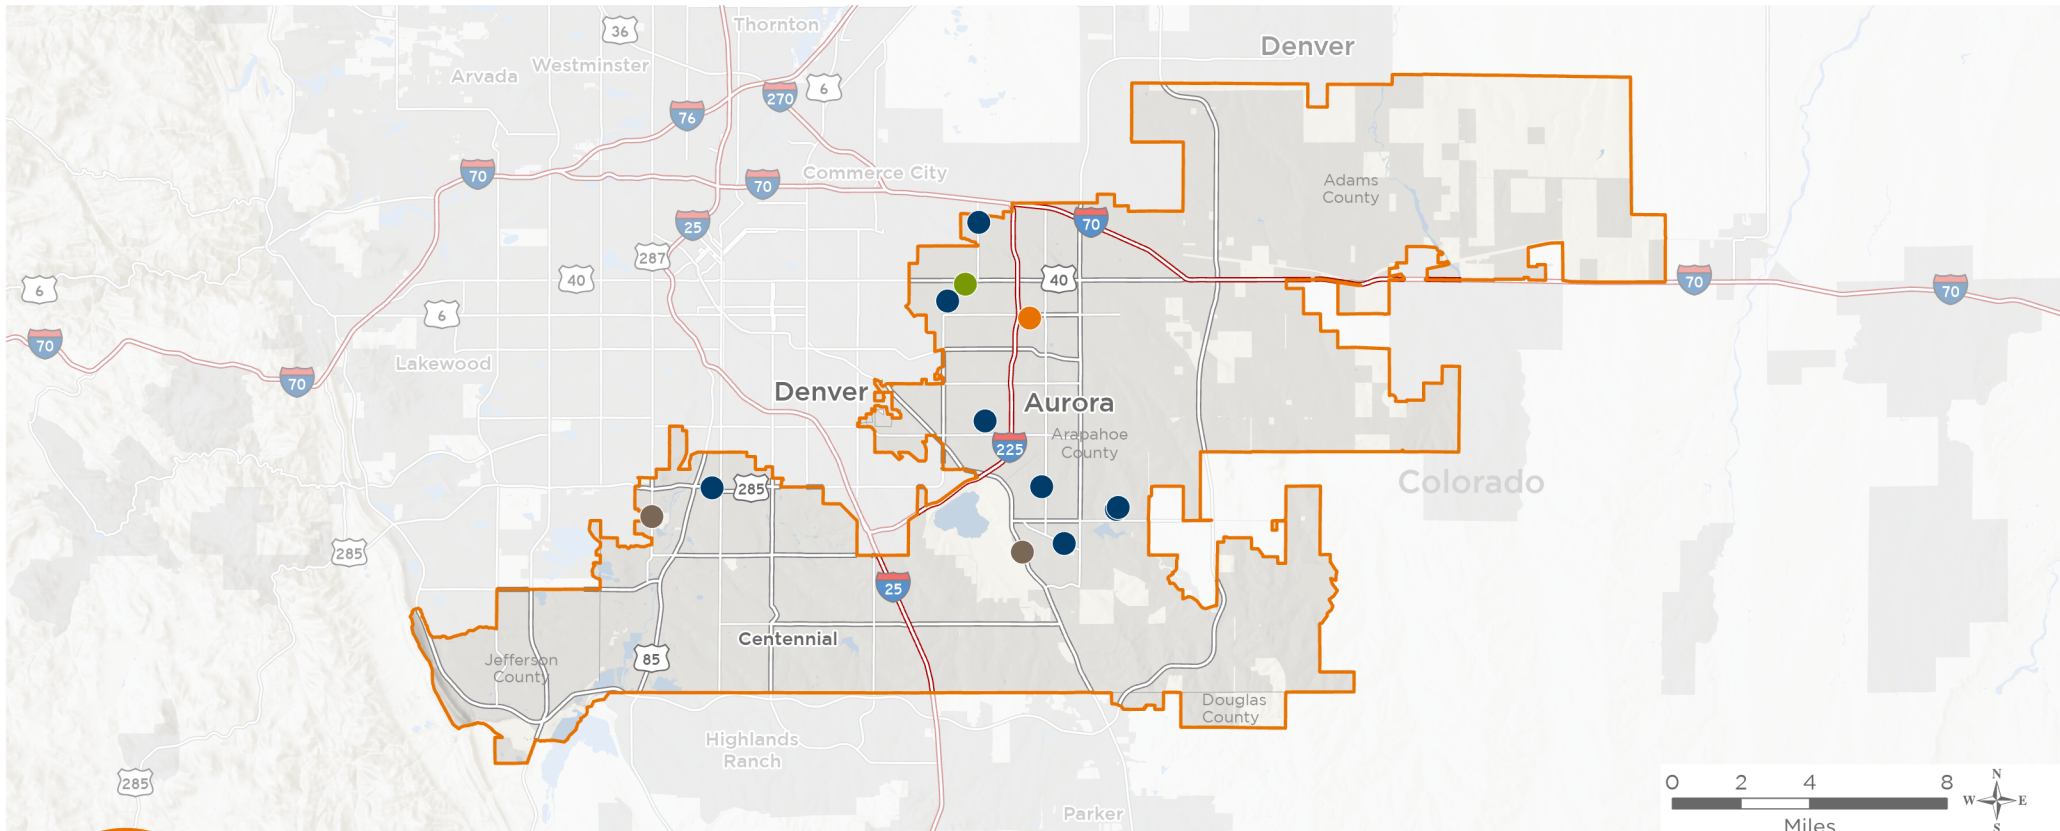 Thornton
36
Denver
Westminster
Arvada
6
270
76
70
Commerce City
70
Adams
County
25
70
287
40
40
6
70
6
70
70
Lakewood
70
Denver
Aurora
Arapahoe
County
225
Colorado
285
285
25
Centennial
85
Jefferson
County
Douglas
County
Highlands
Ranch
285
Parker
0 2 4 8
Miles
N
W E
S